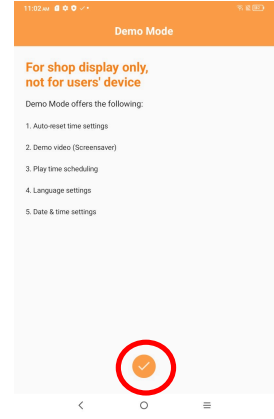 11:02 AM
Demo Mode
For shop display only,
not for users' device
Demo Mode offers the following:
1. Auto-reset time settings
2. Demo video (Screensaver)
3. Play time scheduling
4. Language settings
5. Date & time settings